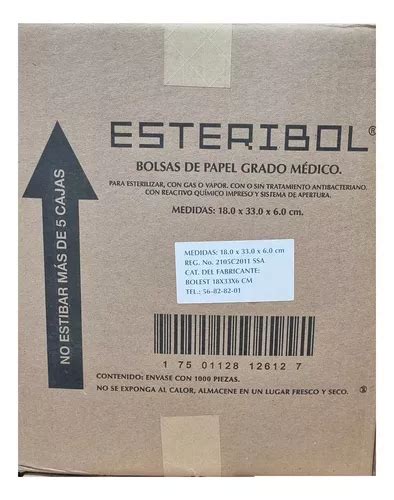 ESTERIBOL®
BOLSAS DE PAPEL GRADO MÉDICO.
PARA ESTERILIZAR, CON GAS O VAPOR. CON O SIN TRATAMIENTO ANTIBACTERIANO.
CON REACTIVO QUÍMICO IMPRESO Y SISTEMA DE APERTURA.
MEDIDAS: 18.0 x 33.0 x 6.0 cm.
NO ESTIBAR MÁS DE 5 CAJAS
MEDIDAS: 18.0 x 33.0 x 6.0 cm
REG. No. 2105C2011 SSA
CAT. DEL FABRICANTE:
BOLEST 18X33X6 CM
TEL.: 56-82-82-01
1 75 01128 12612 7
CONTENIDO: ENVASE CON 1000 PIEZAS.
NO SE EXPONGA AL CALOR, ALMACENE EN UN LUGAR FRESCO Y SECO.